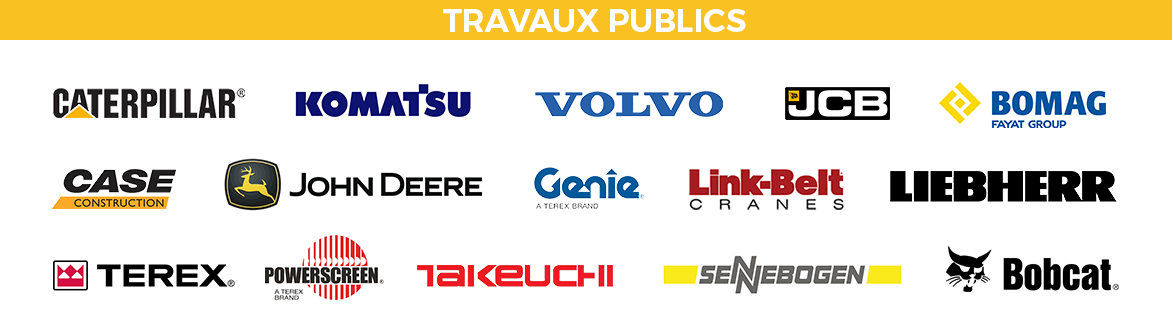 TRAVAUX PUBLICS
CATERPILLAR®
KOMATSU
VOLVO
JCB
JCB
BOMAG
FAYAT GROUP
CASE
CONSTRUCTION
JOHN DEERE
Genie®
A TEREX BRAND
Link-Belt
CRANES
LIEBHERR
TEREX®
POWERSCREEN®
A TEREX
BRAND
TAKEUCHI
SENNEBOGEN
Bobcat®